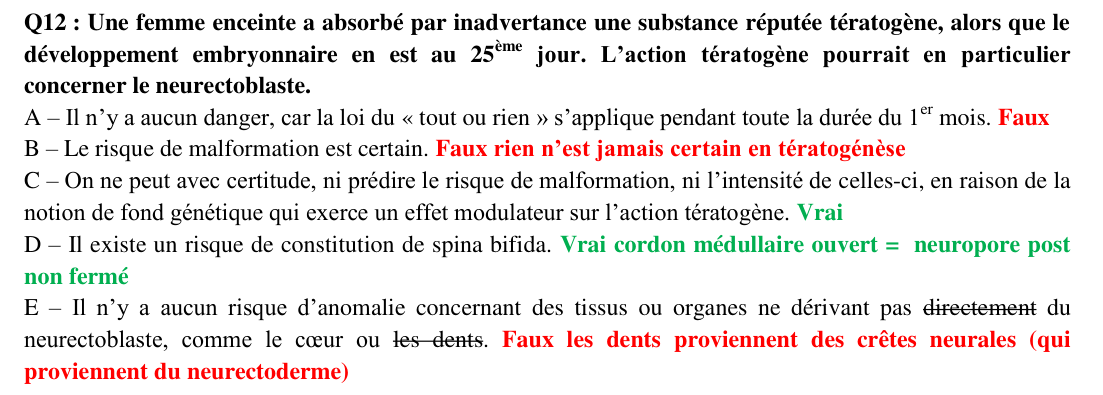 Q12 : Une femme enceinte a absorbé par inadvertance une substance réputée tératogène, alors que le
développement embryonnaire en est au 25ème jour. L’action tératogène pourrait en particulier
concerner le neurectoblaste.
A – Il n’y a aucun danger, car la loi du « tout ou rien » s’applique pendant toute la durée du 1er mois. Faux
B – Le risque de malformation est certain. Faux rien n’est jamais certain en tératogénèse
C – On ne peut avec certitude, ni prédire le risque de malformation, ni l’intensité de celles-ci, en raison de la
notion de fond génétique qui exerce un effet modulateur sur l’action tératogène. Vrai
D – Il existe un risque de constitution de spina bifida. Vrai cordon médullaire ouvert = neuropore post
non fermé
E – Il n’y a aucun risque d’anomalie concernant des tissus ou organes ne dérivant pas directement du
neurectoblaste, comme le cœur ou les dents. Faux les dents proviennent des crêtes neurales (qui
proviennent du neurectoderme)